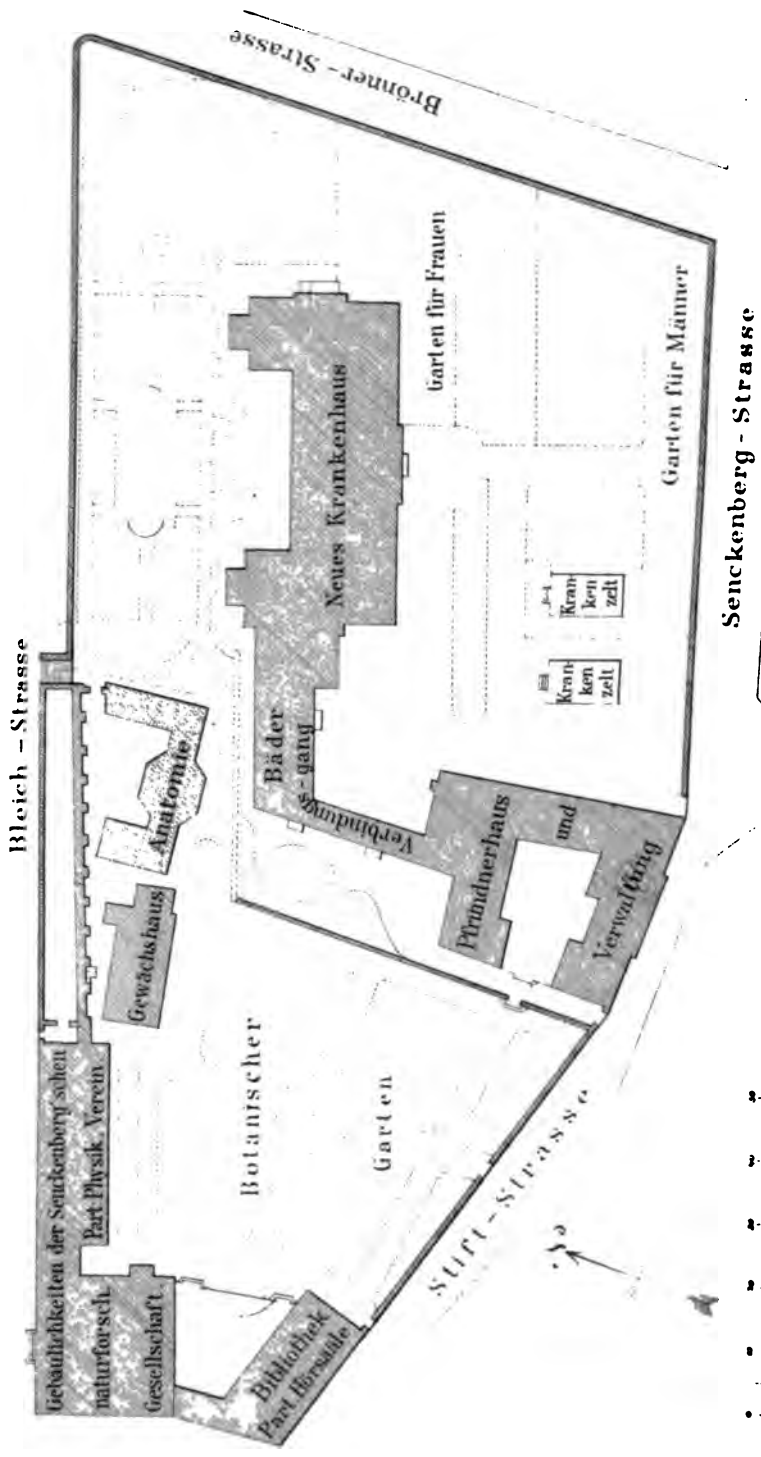 Bleich - Strasse
Brönner - Strasse
Senckenberg - Strasse
Stift - Strasse
Gebäulichkeiten der Senckenberg'schen
naturforsch.
Gesellschaft
Part Physik. Verein
Bibliothek
Part Hörsääle
Gewächshaus
Anatomie
Botanischer
Garten
Bäder
Verbindungs-gang
Neues Krankenhaus
Pfründnerhaus
und
Verwaltung
Kran-
ken
zelt
Kran-
ken
zelt
Garten für Frauen
Garten für Männer